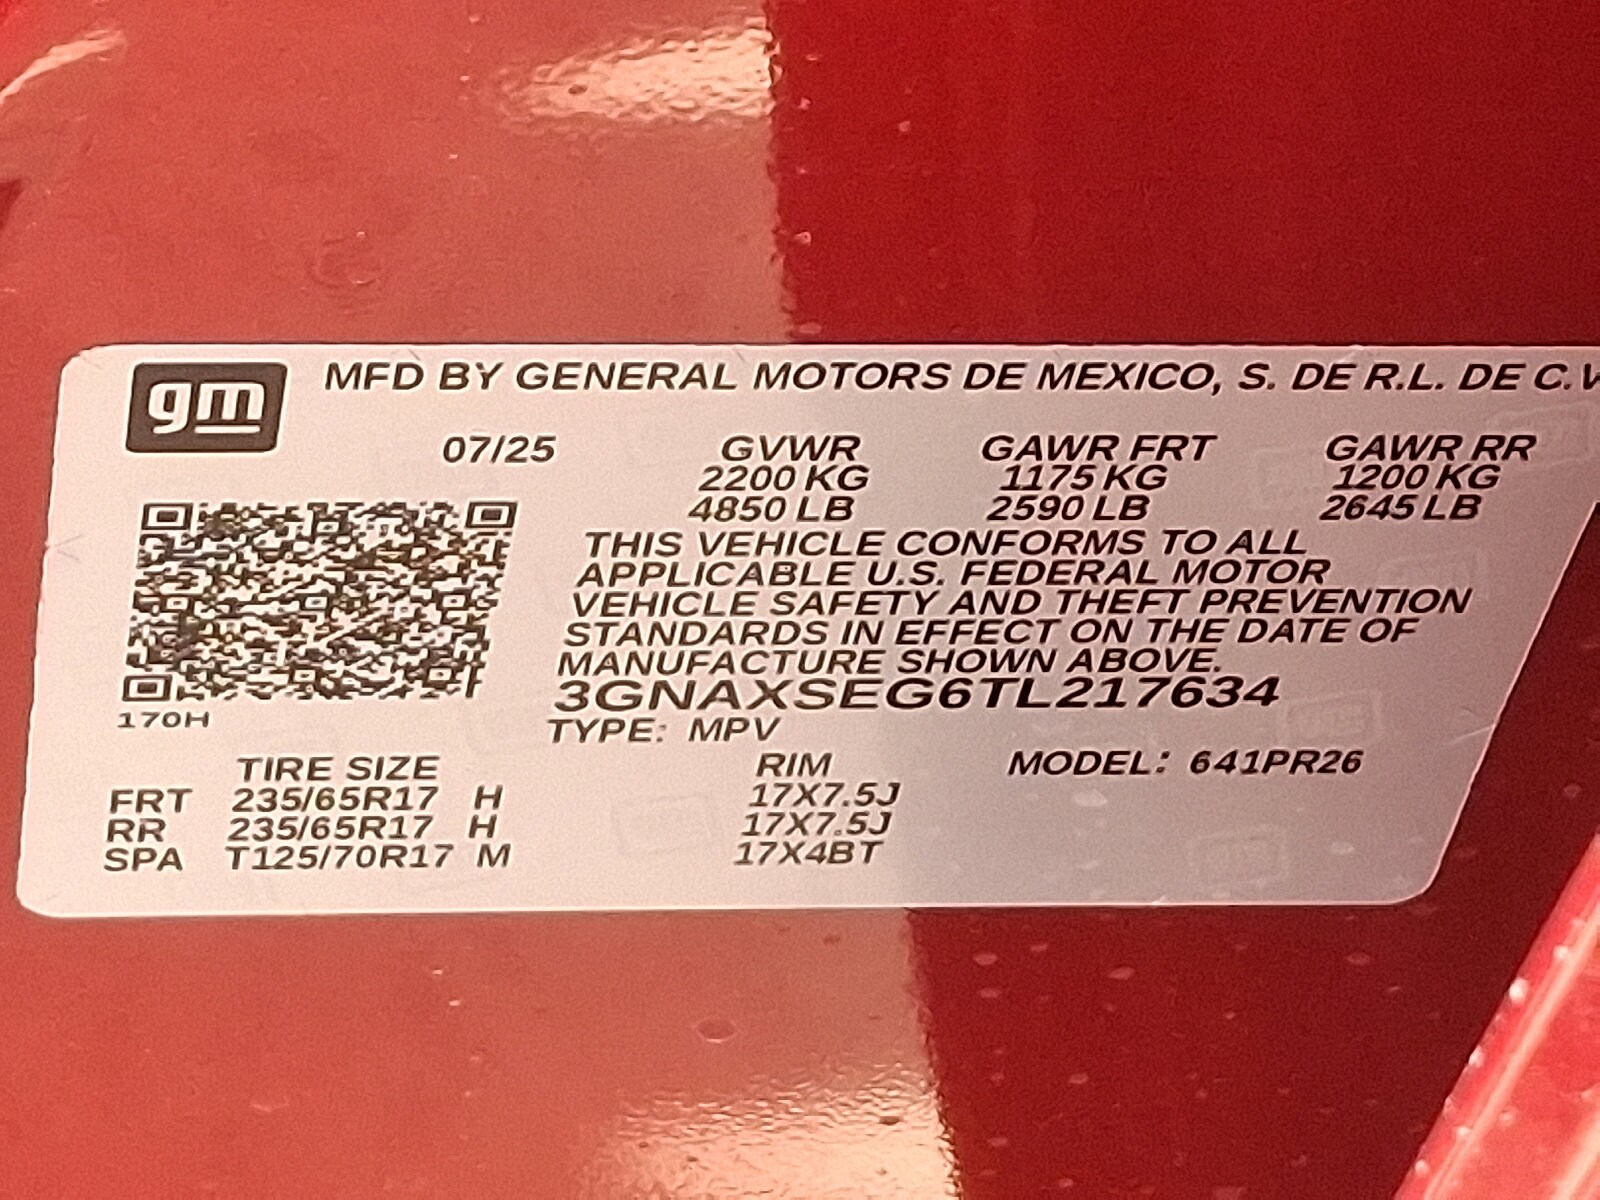 gm MFD BY GENERAL MOTORS DE MEXICO, S. DE R.L. DE C.V
07/25 GVWR GAWR FRT GAWR RR
2200 KG 1175 KG 1200 KG
4850 LB 2590 LB 2645 LB
THIS VEHICLE CONFORMS TO ALL
APPLICABLE U.S. FEDERAL MOTOR
VEHICLE SAFETY AND THEFT PREVENTION
STANDARDS IN EFFECT ON THE DATE OF
MANUFACTURE SHOWN ABOVE.
3GNAXSEG6TL217634
170H
TYPE: MPV
TIRE SIZE RIM MODEL: 641PR26
FRT 235/65R17 H 17X7.5J
RR 235/65R17 H 17X7.5J
SPA T125/70R17 M 17X4BT